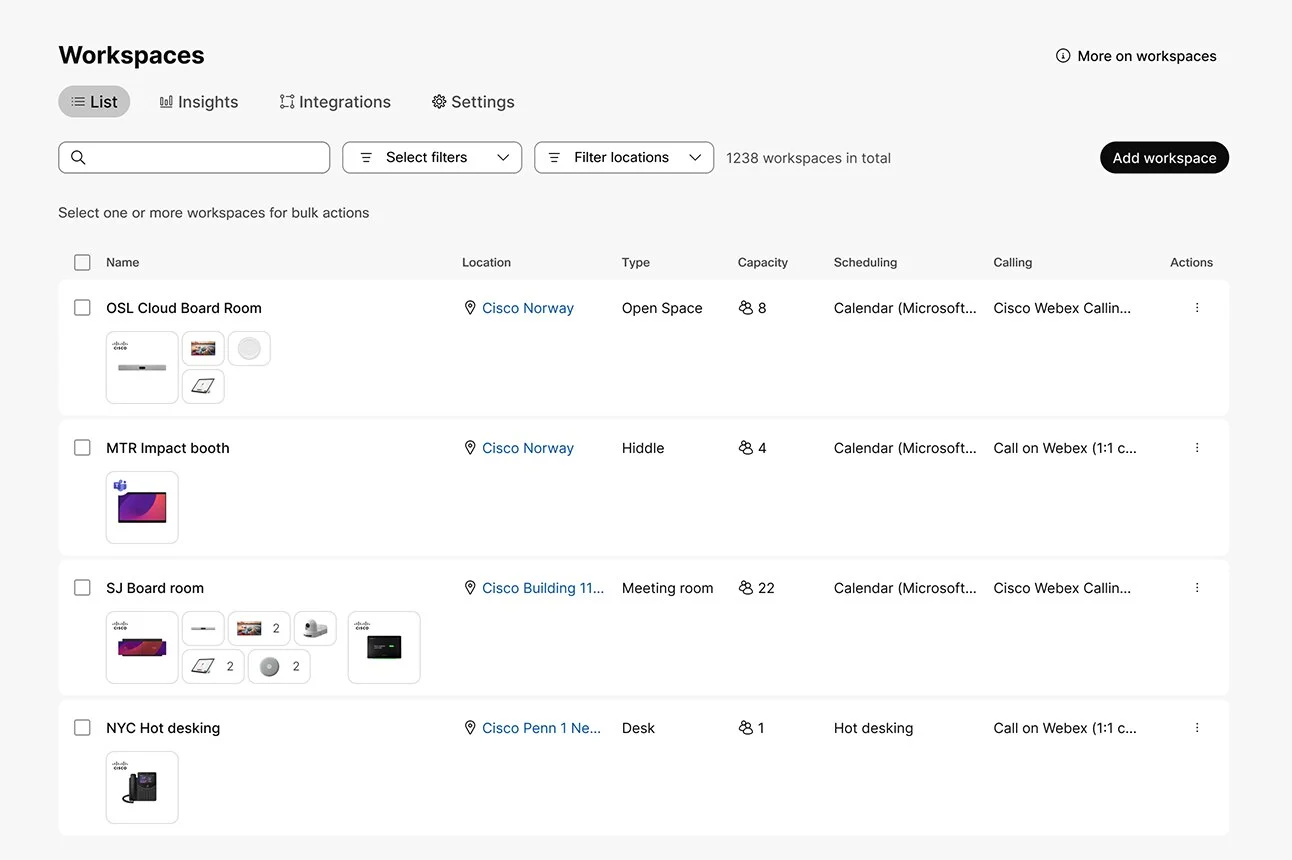 Workspaces
More on workspaces
List Insights Integrations Settings
Select filters Filter locations 1238 workspaces in total Add workspace
Select one or more workspaces for bulk actions
Name Location Type Capacity Scheduling Calling Actions
OSL Cloud Board Room Cisco Norway Open Space 8 Calendar (Microsoft... Cisco Webex Callin...
CISCO
MTR Impact booth Cisco Norway Hiddle 4 Calendar (Microsoft... Call on Webex (1:1 c...
SJ Board room Cisco Building 11... Meeting room 22 Calendar (Microsoft... Cisco Webex Callin...
CISCO 2 CISCO
2 2
NYC Hot desking Cisco Penn 1 Ne... Desk 1 Hot desking Call on Webex (1:1 c...
CISCO